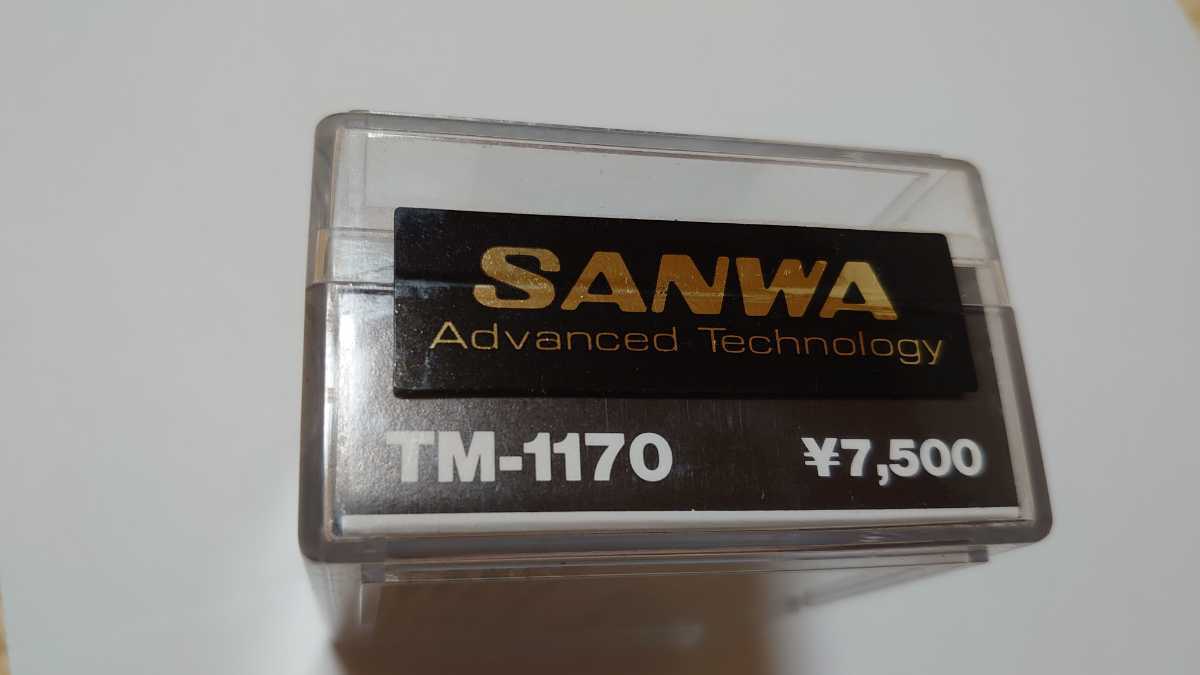 SANWA
Advanced Technology
TM-1170 ¥7,500